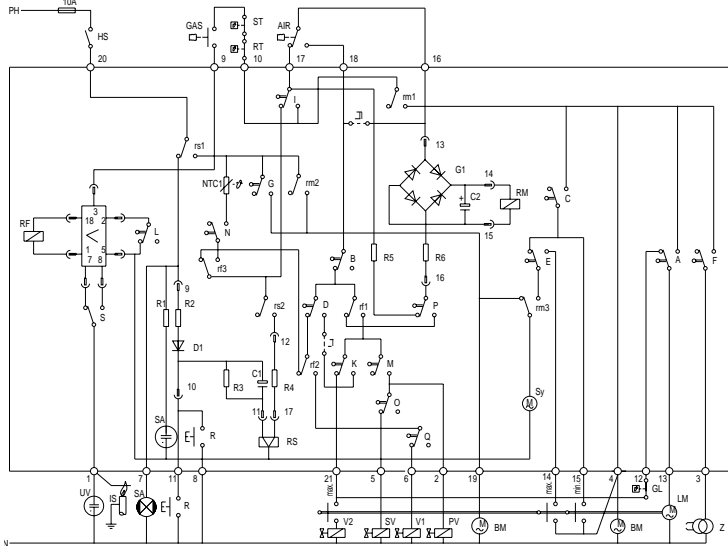 10A
PH
HS
GAS
ST
RT
AIR
20
9
10
17
18
16
I
rm1
rs1
13
NTC1
G
rm2
G1
14
C2
RM
15
C
RF
3
18
2
1
5
7
8
L
N
rf3
B
R5
R6
16
E
A
F
S
9
R1
R2
rs2
D
rf1
P
rm3
12
D1
rf2
K
M
C1
R3
R4
10
11
17
O
Sy
M
SA
R
RS
Q
1
7
11
8
21
5
6
2
19
14
15
4
12
13
3
max
max
min
GL
UV
IS
SA
R
V2
SV
V1
PV
M
BM
M
BM
LM
M
Z
N